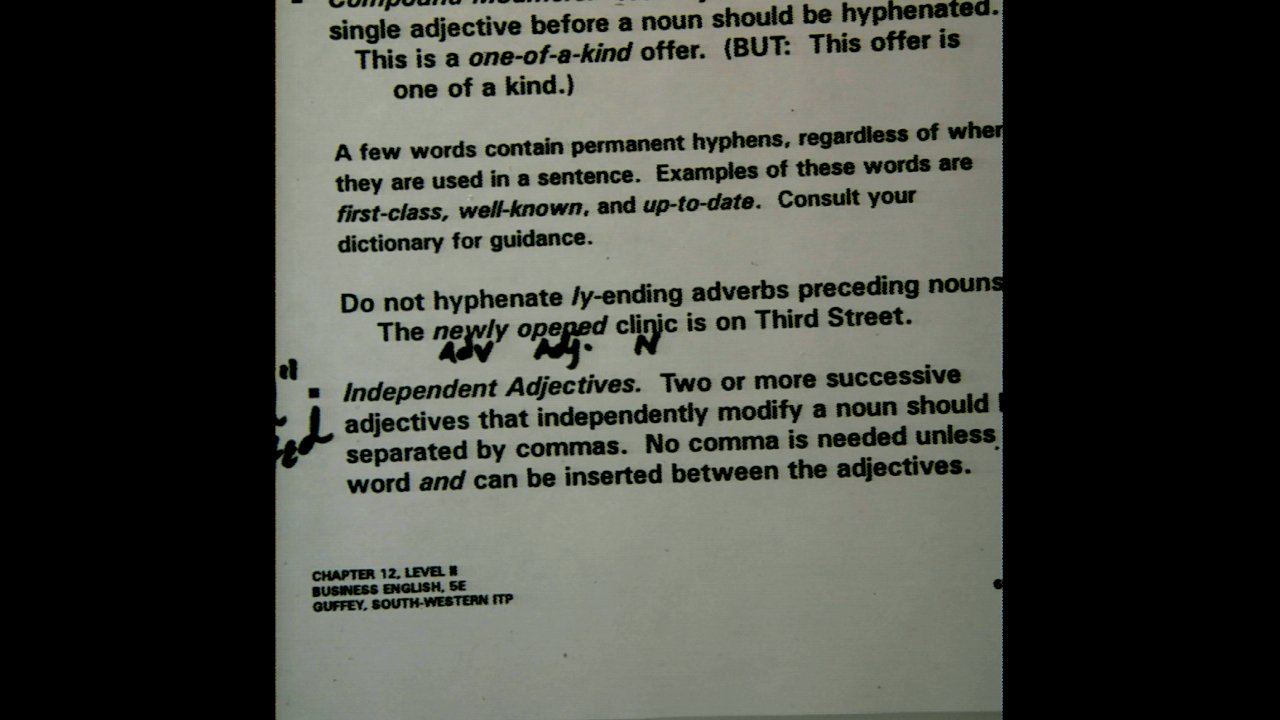 Compound
single adjective before a noun should be hyphenated.
This is a one-of-a-kind offer. (BUT: This offer is
one of a kind.)
A few words contain permanent hyphens, regardless of wher
they are used in a sentence. Examples of these words are
first-class, well-known, and up-to-date. Consult your
dictionary for guidance.
Do not hyphenate ly-ending adverbs preceding nouns
The newly opened clinic is on Third Street.
Adv Adj. N
▪ Independent Adjectives. Two or more successive
adjectives that independently modify a noun should
separated by commas. No comma is needed unless
word and can be inserted between the adjectives.
CHAPTER 12, LEVEL II
BUSINESS ENGLISH, 5E
GUFFEY, SOUTH-WESTERN ITP